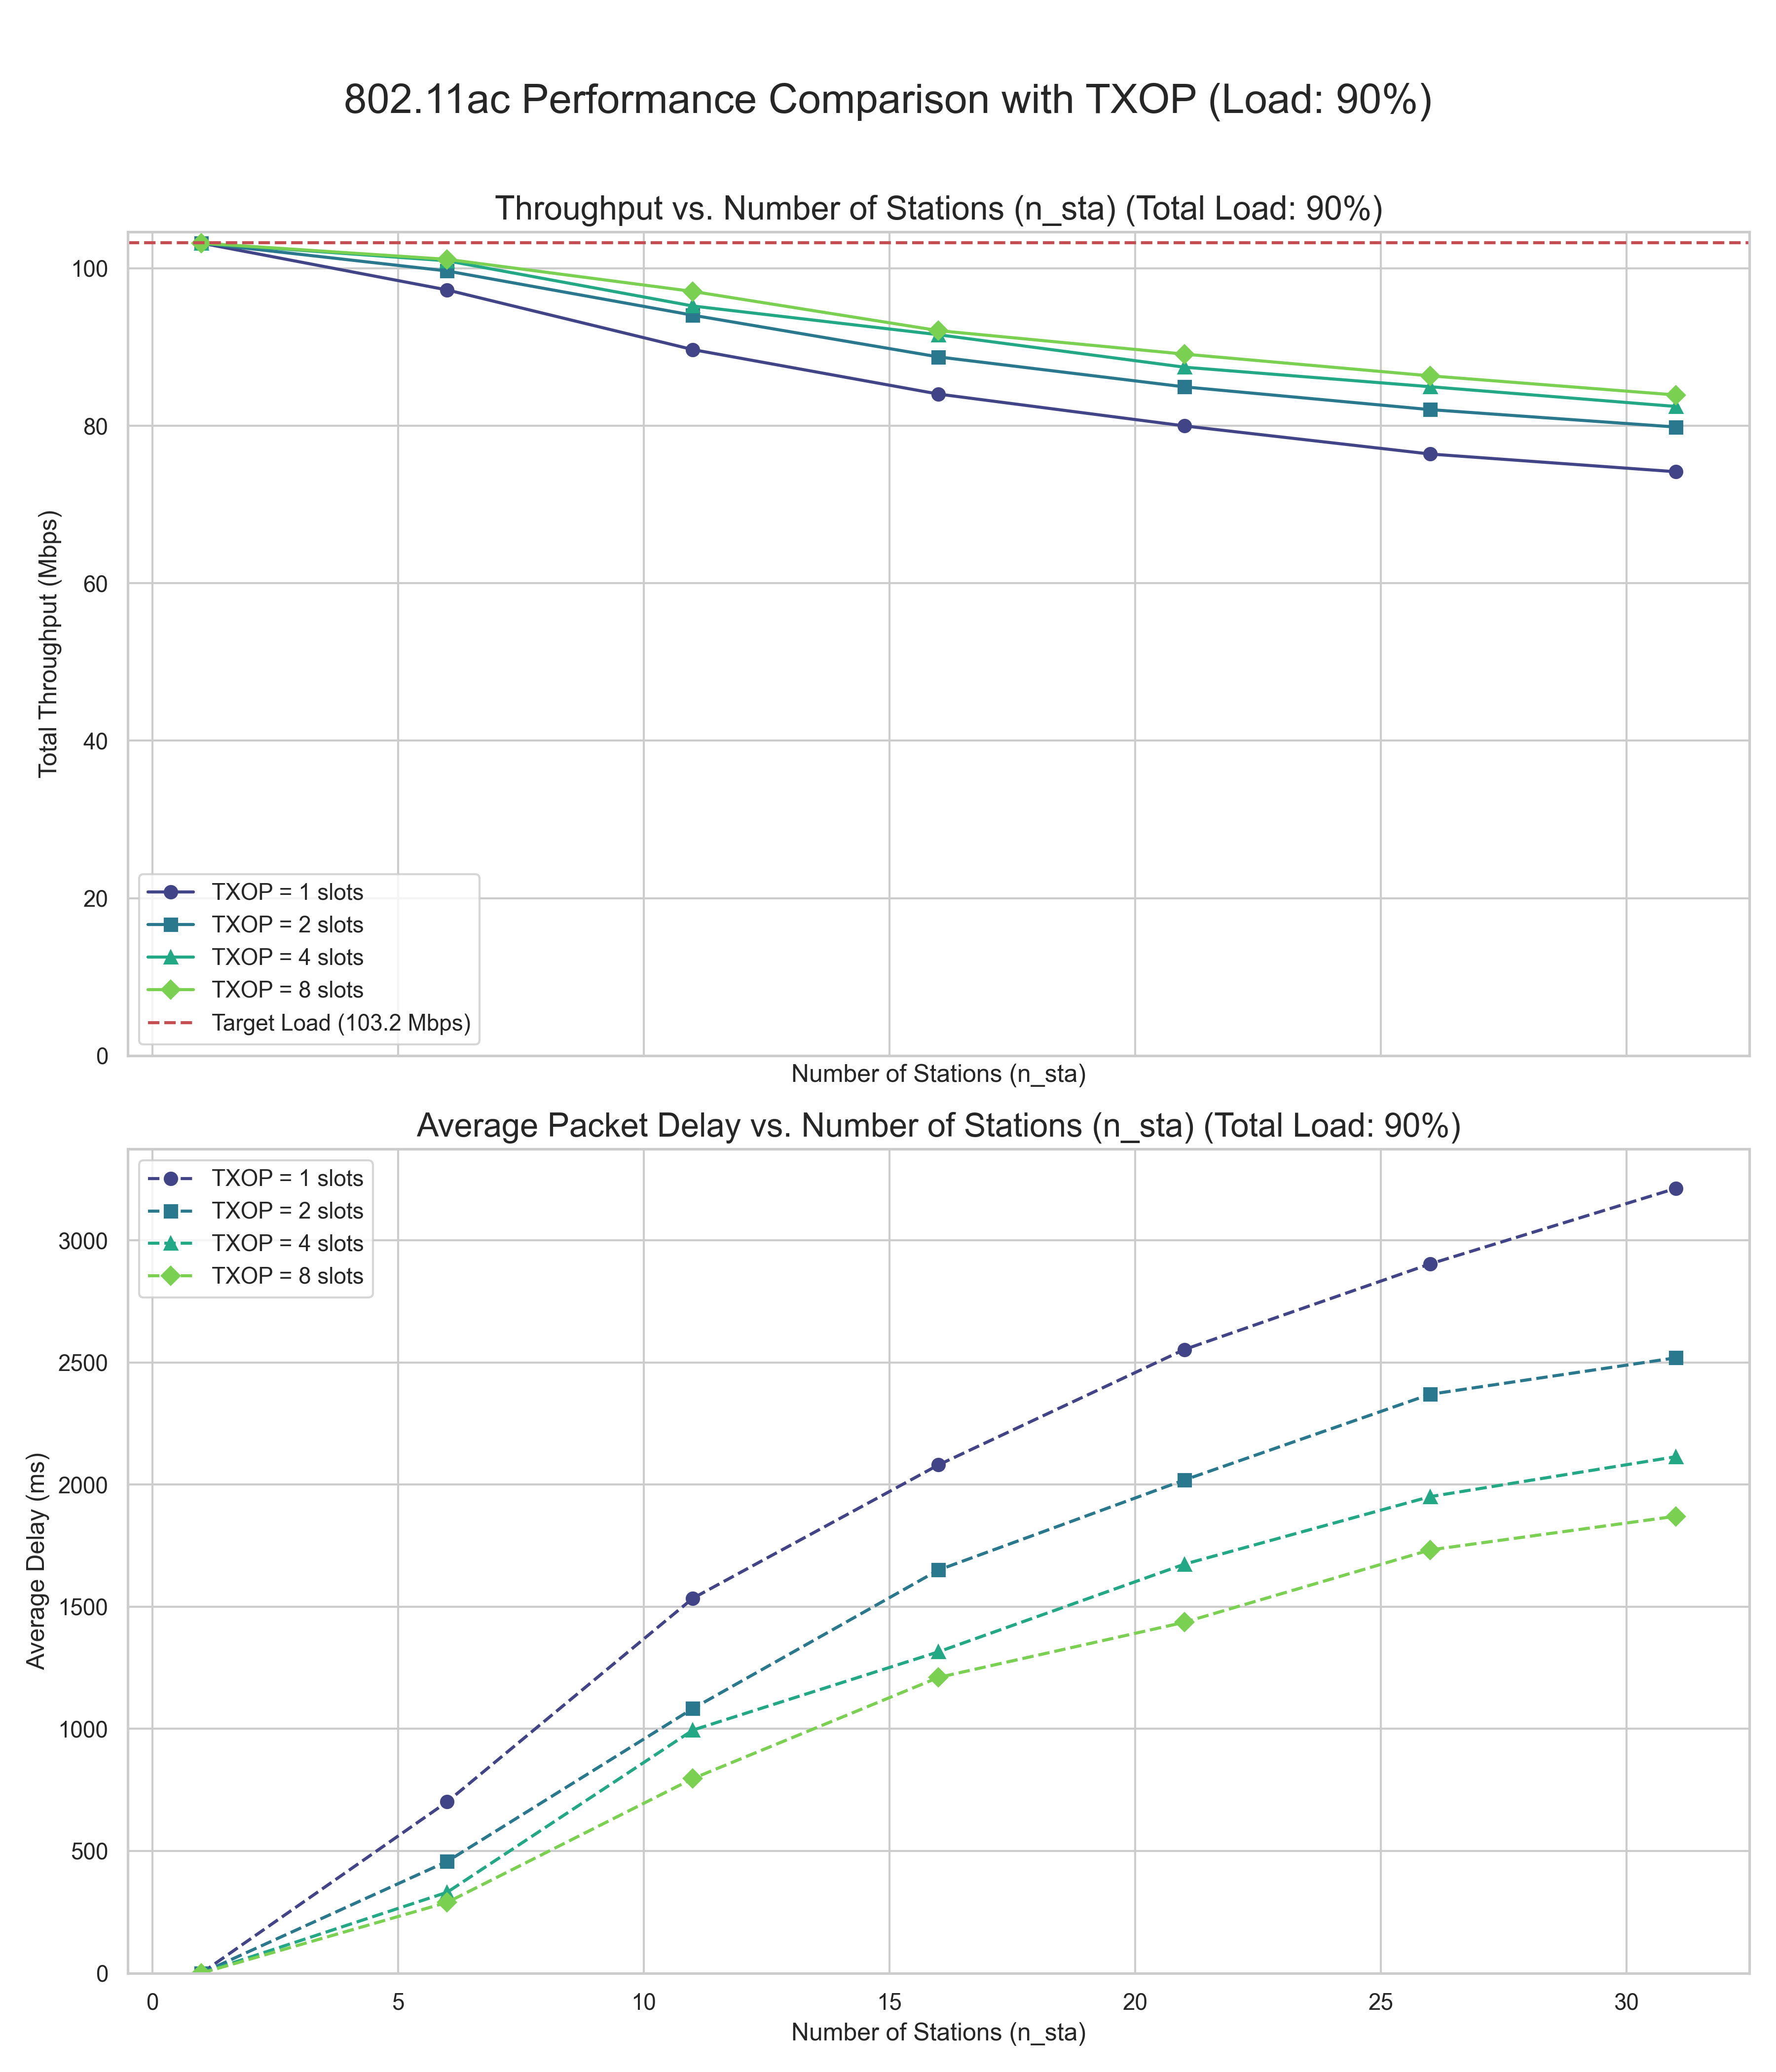 802.11ac Performance Comparison with TXOP (Load: 90%)
Throughput vs. Number of Stations (n_sta) (Total Load: 90%)
Total Throughput (Mbps)
100
80
60
40
20
0
TXOP = 1 slots
TXOP = 2 slots
TXOP = 4 slots
TXOP = 8 slots
Target Load (103.2 Mbps)
Number of Stations (n_sta)
Average Packet Delay vs. Number of Stations (n_sta) (Total Load: 90%)
TXOP = 1 slots
TXOP = 2 slots
TXOP = 4 slots
TXOP = 8 slots
Average Delay (ms)
3000
2500
2000
1500
1000
500
0
0 5 10 15 20 25 30
Number of Stations (n_sta)